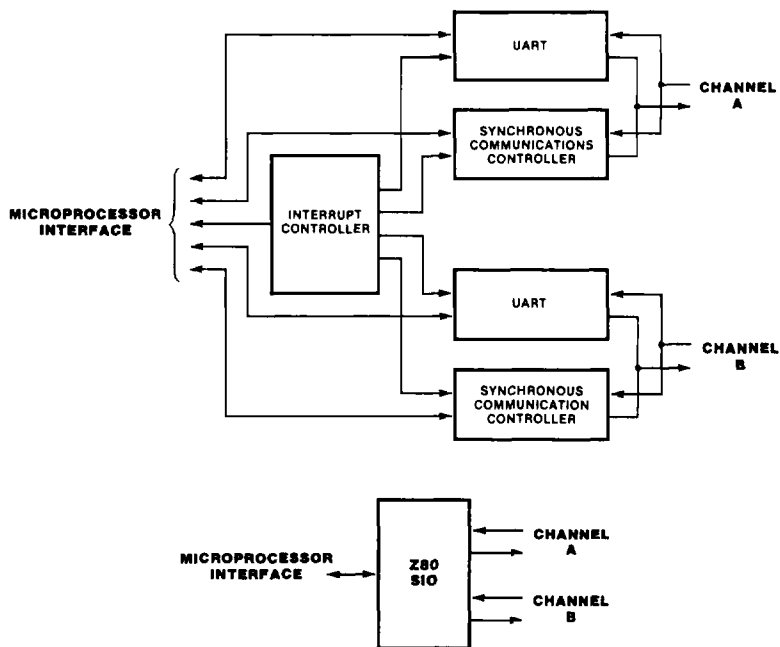 UART
CHANNEL
A
SYNCHRONOUS
COMMUNICATIONS
CONTROLLER
MICROPROCESSOR
INTERFACE
INTERRUPT
CONTROLLER
UART
CHANNEL
B
SYNCHRONOUS
COMMUNICATION
CONTROLLER
MICROPROCESSOR
INTERFACE
Z80
SIO
CHANNEL
A
CHANNEL
B